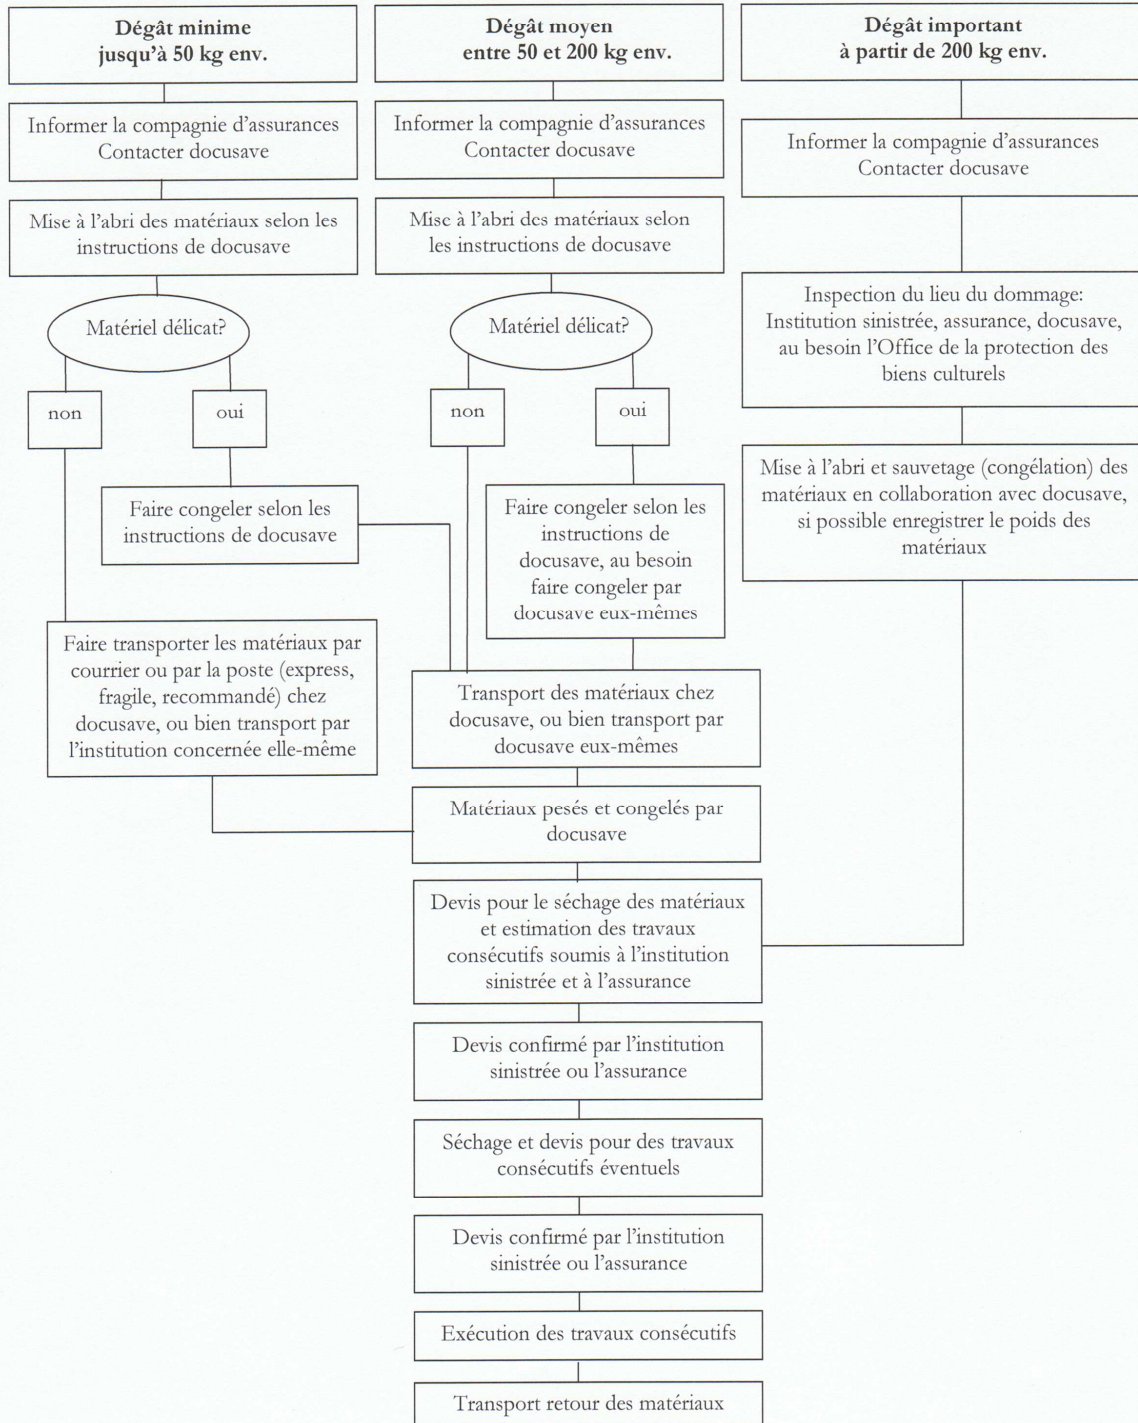 Dégât minime
jusqu'à 50 kg env.
Informer la compagnie d'assurances
Contacter docusave
Mise à l'abri des matériaux selon les
instructions de docusave
Matériel délicat?
non
oui
Faire congeler selon les
instructions de docusave
Faire transporter les matériaux par
courrier ou par la poste (express,
fragile, recommandé) chez
docusave, ou bien transport par
l'institution concernée elle-même
Dégât moyen
entre 50 et 200 kg env.
Informer la compagnie d'assurances
Contacter docusave
Mise à l'abri des matériaux selon
les instructions de docusave
Matériel délicat?
non
oui
Faire congeler selon les
instructions de
docusave, au besoin
faire congeler par
docusave eux-mêmes
Transport des matériaux chez
docusave, ou bien transport par
docusave eux-mêmes
Matériaux pesés et congelés par
docusave
Devis pour le séchage des matériaux
et estimation des travaux
consécutifs soumis à l'institution
sinistrée et à l'assurance
Devis confirmé par l'institution
sinistrée ou l'assurance
Séchage et devis pour des travaux
consécutifs éventuels
Devis confirmé par l'institution
sinistrée ou l'assurance
Exécution des travaux consécutifs
Transport retour des matériaux
Dégât important
à partir de 200 kg env.
Informer la compagnie d'assurances
Contacter docusave
Inspection du lieu du dommage:
Institution sinistrée, assurance, docusave,
au besoin l'Office de la protection des
biens culturels
Mise à l'abri et sauvetage (congélation) des
matériaux en collaboration avec docusave,
si possible enregistrer le poids des
matériaux